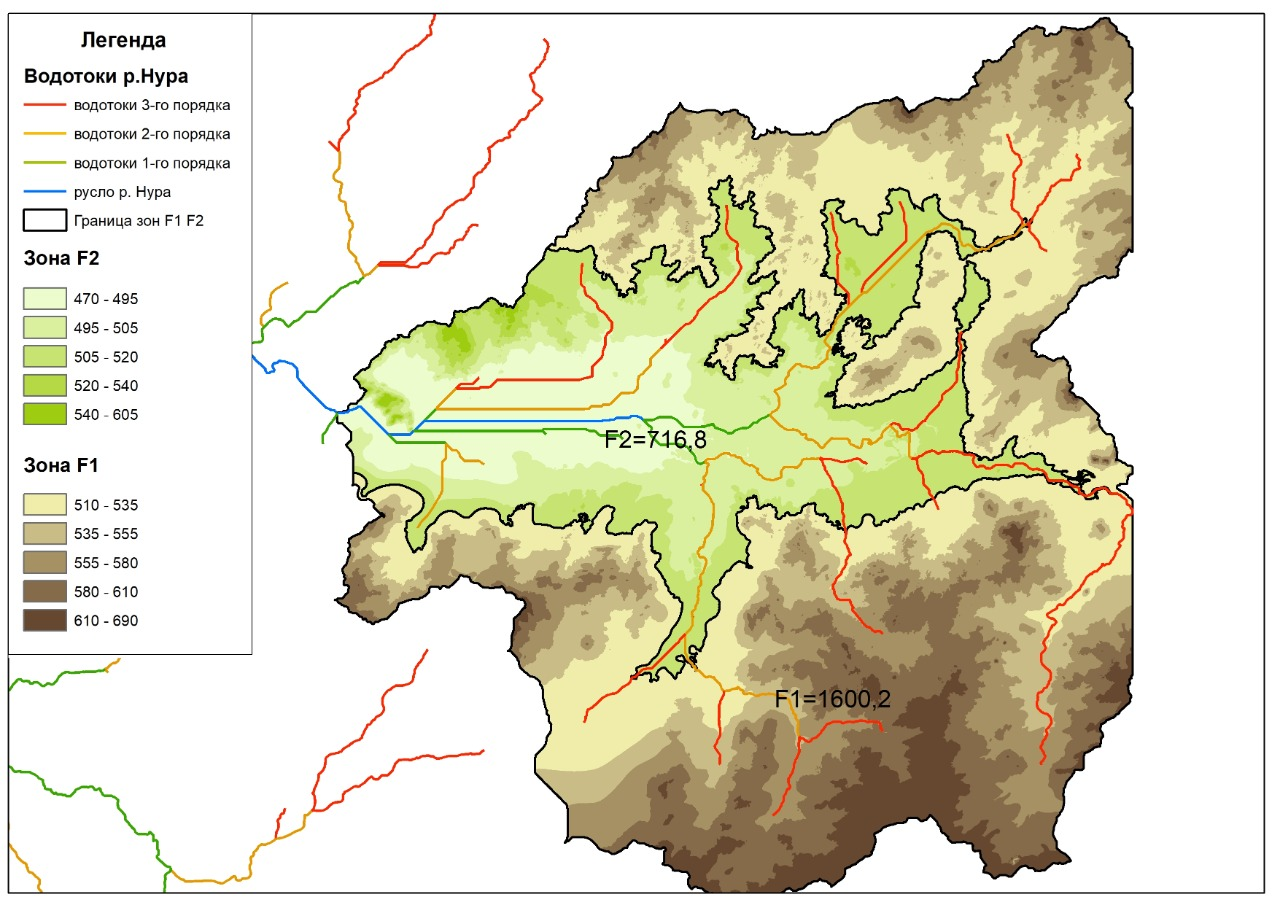 Легенда
Водотоки р.Нура
водотоки 3-го порядка
водотоки 2-го порядка
водотоки 1-го порядка
русло р. Нура
Граница зон F1 F2
Зона F2
470 - 495
495 - 505
505 - 520
520 - 540
540 - 605
Зона F1
510 - 535
535 - 555
555 - 580
580 - 610
610 - 690
F2=716,8
F1=1600,2